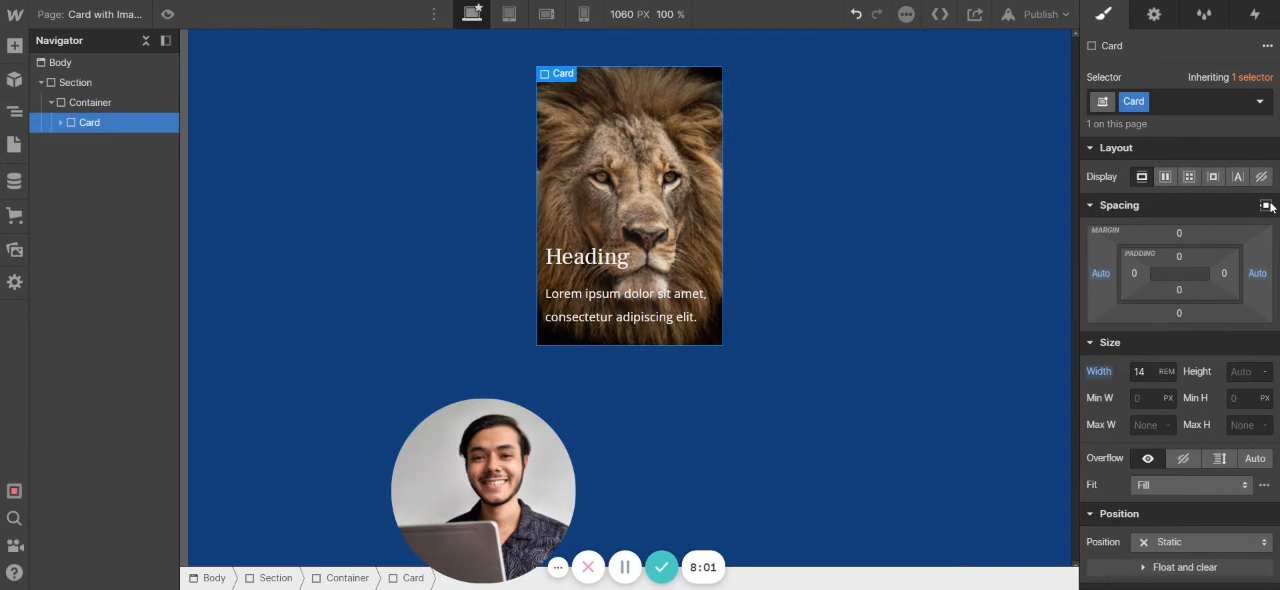 W Page: Card with Ima... 1060 PX 100 % Publish
Navigator
Body
Section
Container
Card
Card
Heading
Lorem ipsum dolor sit amet,
consectetur adipiscing elit.
8:01
Body Section Container Card
Card
Selector Inheriting 1 selector
Card
1 on this page
Layout
Display
Spacing
MARGIN
0
PADDING
0
Auto 0 0 Auto
0
0
Size
Width 14 REM Height Auto -
Min W 0 PX Min H 0 PX
Max W None - Max H None -
Overflow Auto
Fit Fill
Position
Position Static
Float and clear